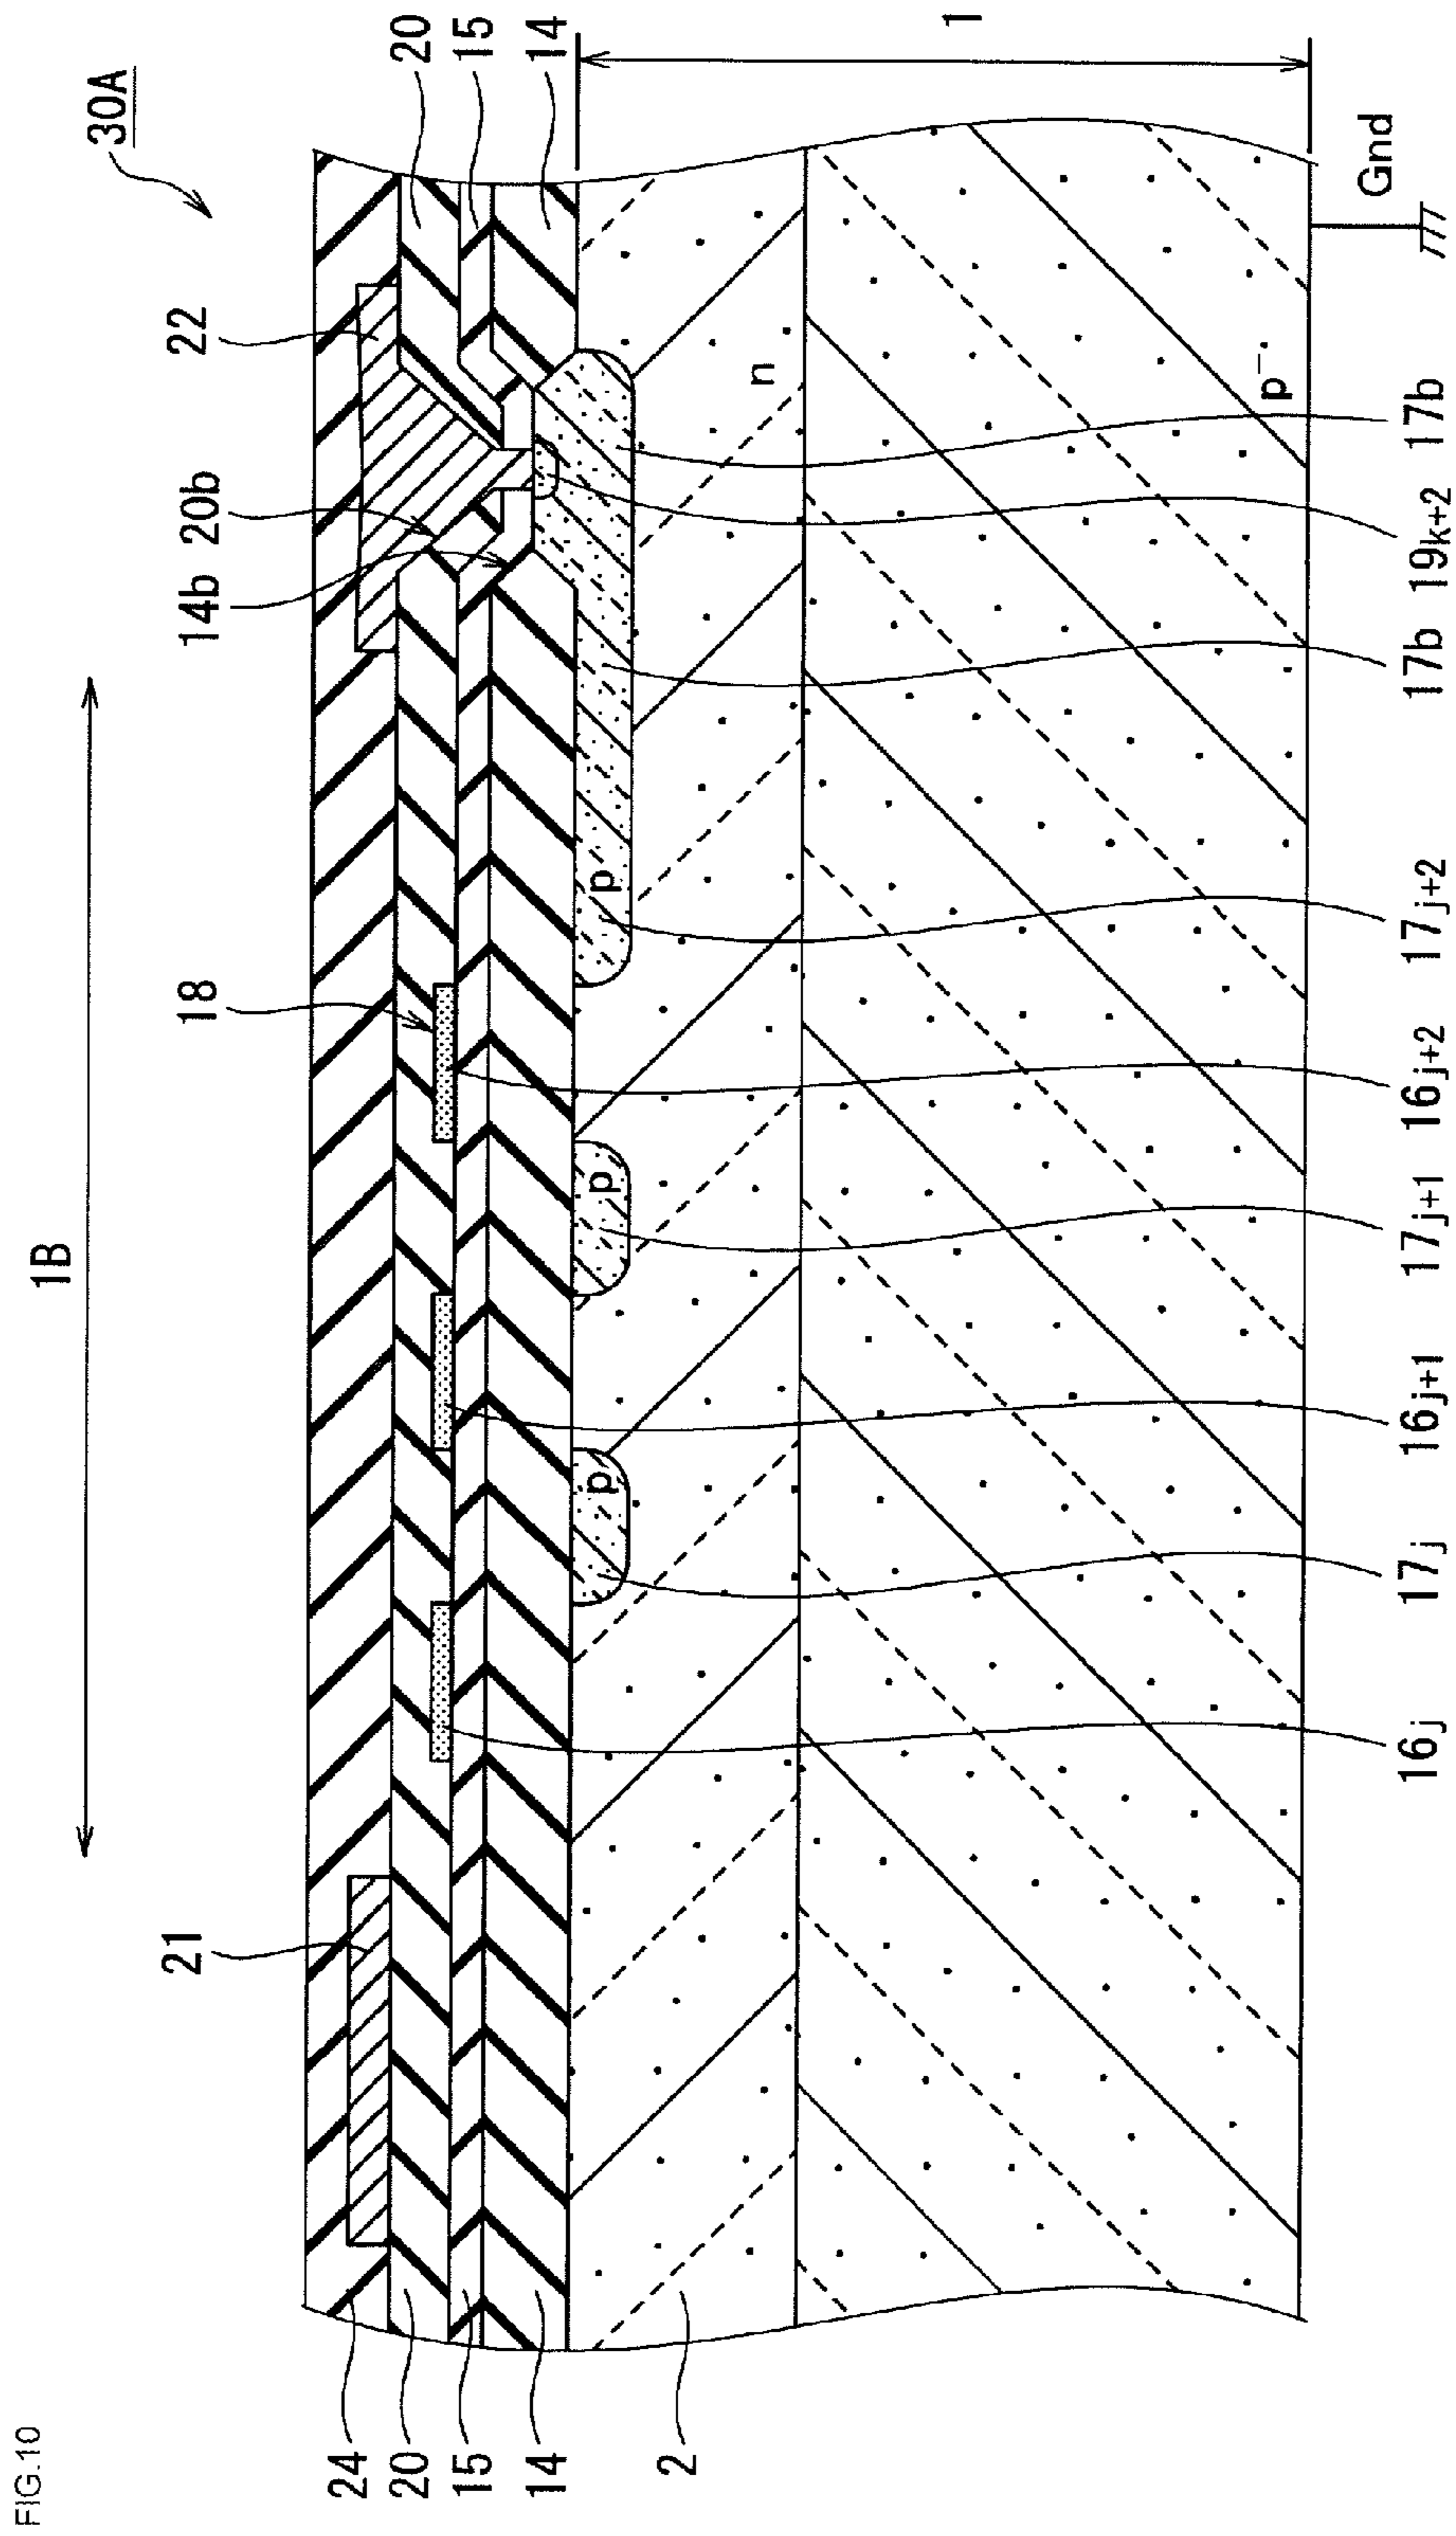 FIG.10
30A
1B
21
18
14b
20b
22
20
15
14
1
24
20
15
14
2
p
p
p
n
p⁻
Gnd
16j
17j
16j+1
17j+1
16j+2
17j+2
17b
19k+2
17b